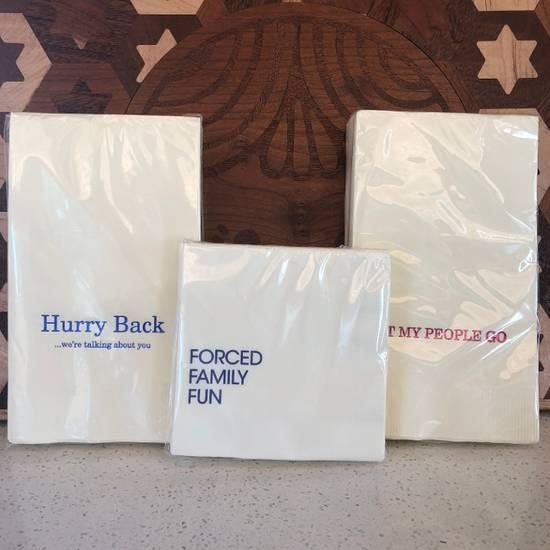 Hurry Back
...we're talking about you
FORCED
FAMILY
FUN
MY PEOPLE GO